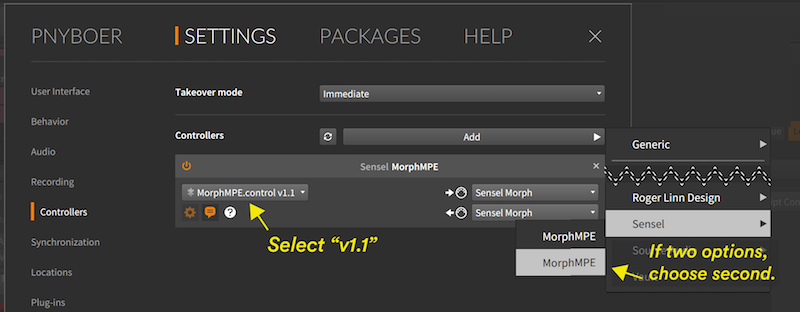 PNYBOER SETTINGS PACKAGES HELP
User Interface
Behavior
Audio
Recording
Controllers
Synchronization
Locations
Plug-ins
Takeover mode Immediate
Controllers Add
Sensel MorphMPE
MorphMPE.control v1.1 Sensel Morph
? Sensel Morph
Select “v1.1”
Generic
Roger Linn Design
Sensel
MorphMPE
MorphMPE
If two options,
choose second.